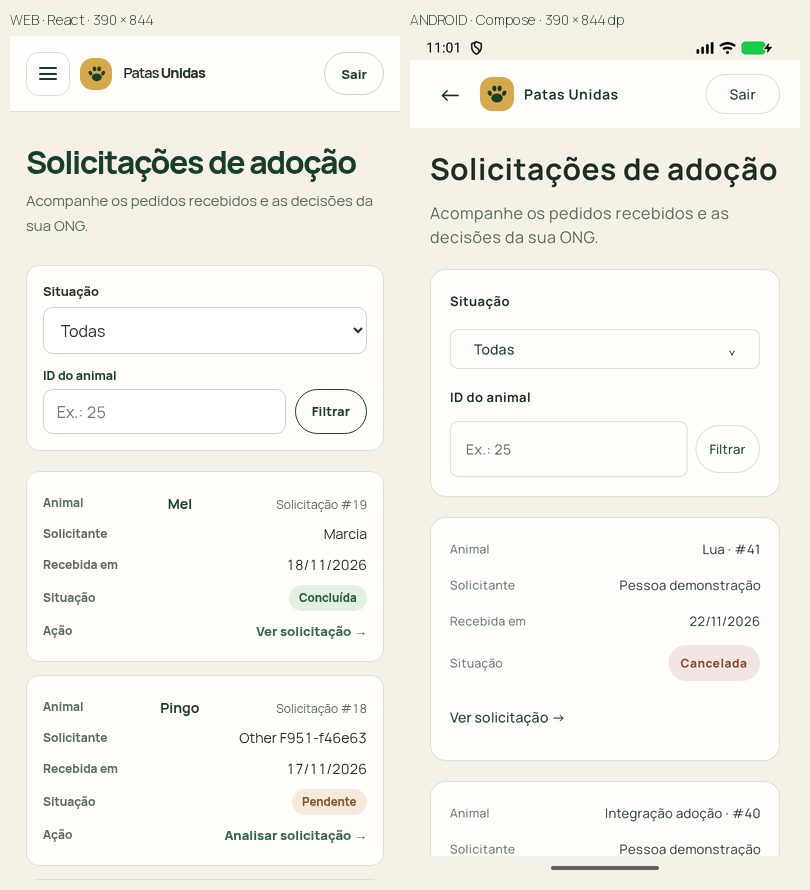 WEB · React · 390 × 844
Patas Unidas
Sair
Solicitações de adoção
Acompanhe os pedidos recebidos e as decisões da
sua ONG.
Situação
Todas
ID do animal
Ex.: 25
Filtrar
Animal Mel Solicitação #19
Solicitante Marcia
Recebida em 18/11/2026
Situação Concluída
Ação Ver solicitação →
Animal Pingo Solicitação #18
Solicitante Other F951-f46e63
Recebida em 17/11/2026
Situação Pendente
Ação Analisar solicitação →
ANDROID · Compose · 390 × 844 dp
11:01
← Patas Unidas
Sair
Solicitações de adoção
Acompanhe os pedidos recebidos e as
decisões da sua ONG.
Situação
Todas v
ID do animal
Ex.: 25
Filtrar
Animal Lua · #41
Solicitante Pessoa demonstração
Recebida em 22/11/2026
Situação Cancelada
Ver solicitação →
Animal Integração adoção · #40
Solicitante Pessoa demonstração